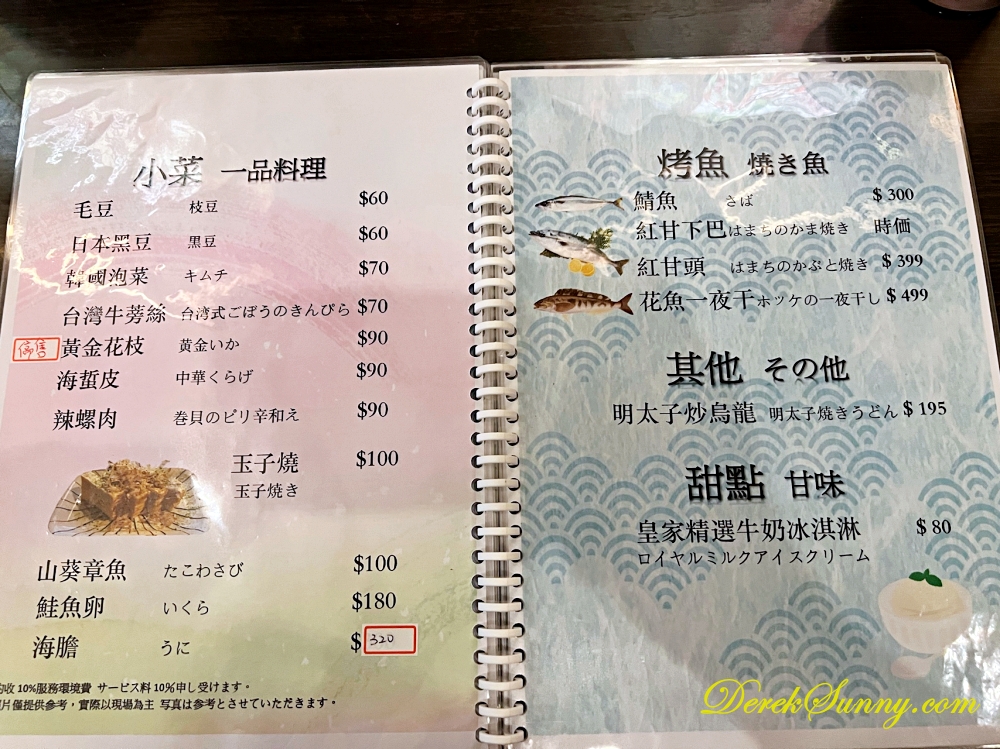 小菜 一品料理
毛豆 枝豆 $60
日本黑豆 黒豆 $60
韓國泡菜 キムチ $70
台灣牛蒡絲 台湾式ごぼうのきんぴら $70
停售 黃金花枝 黄金いか $90
海蜇皮 中華くらげ $90
辣螺肉 巻貝のピリ辛和え $90
玉子燒 $100
玉子焼き
山葵章魚 たこわさび $100
鮭魚卵 いくら $180
海膽 うに $ 320
收 10%服務環境費 サービス料 10%申し受けます。
片僅提供參考，實際以現場為主 写真は参考とさせていただきます。
烤魚 焼き魚
鯖魚 さば $ 300
紅甘下巴 はまちのかま焼き 時価
紅甘頭 はまちのかぶと焼き $ 399
花魚一夜干 ホッケの一夜干し $ 499
其他 その他
明太子炒烏龍 明太子焼きうどん $ 195
甜點 甘味
皇家精選牛奶冰淇淋 $ 80
ロイヤルミルクアイスクリーム
DerekSunny.com